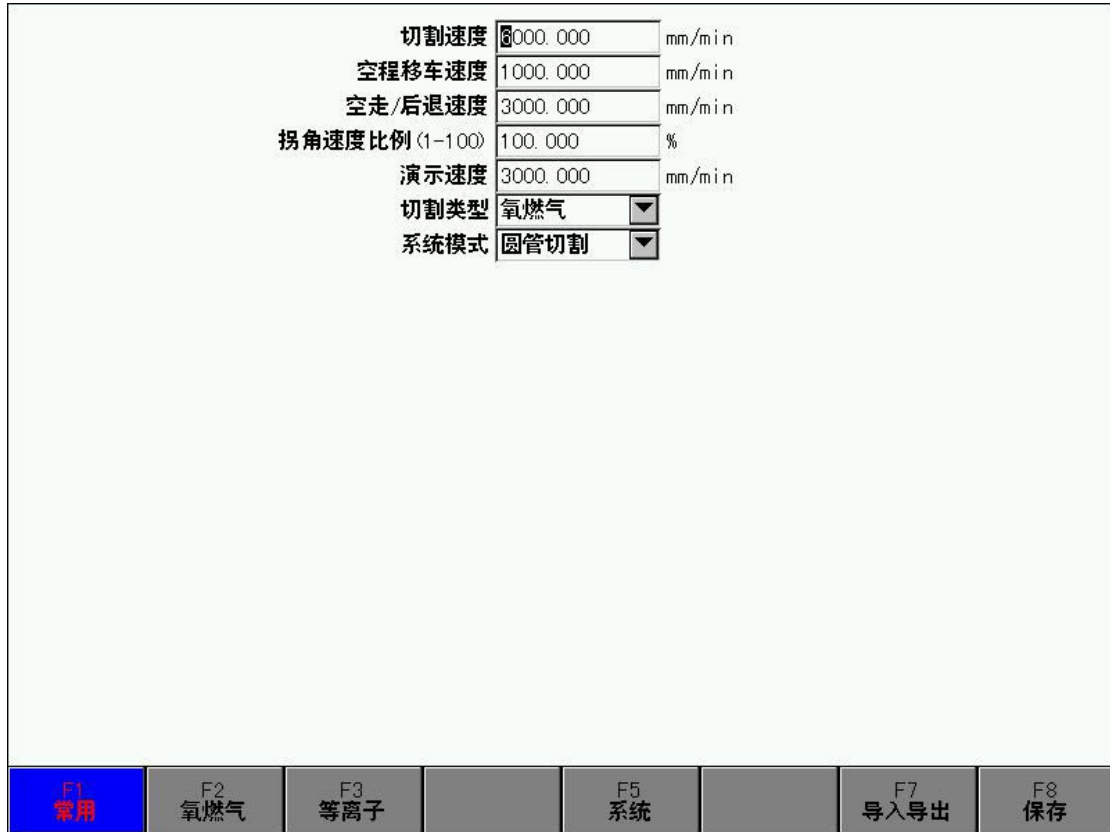 切割速度 6000.000 mm/min
空程移车速度 1000.000 mm/min
空走/后退速度 3000.000 mm/min
拐角速度比例(1-100) 100.000 %
演示速度 3000.000 mm/min
切割类型 氧燃气
系统模式 圆管切割
F1 F2 F3 F5 F7 F8
常用 氧燃气 等离子 系统 导入导出 保存